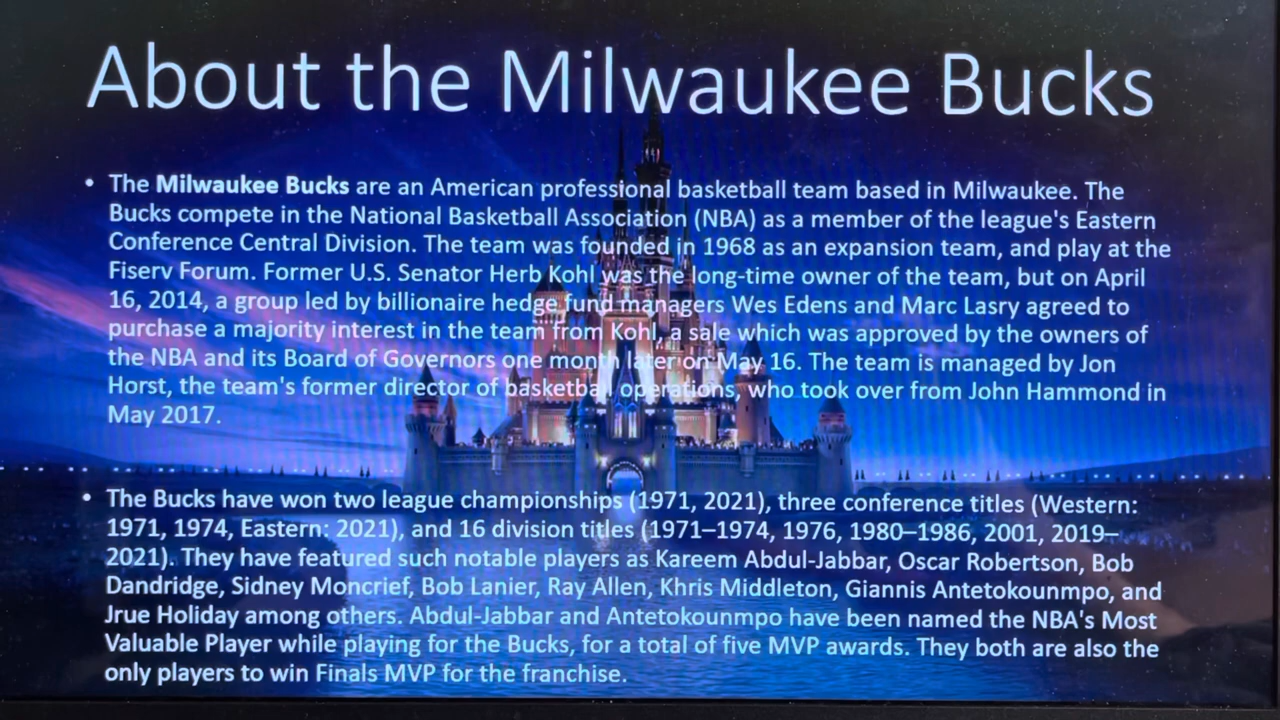 About the Milwaukee Bucks
• The Milwaukee Bucks are an American professional basketball team based in Milwaukee. The
Bucks compete in the National Basketball Association (NBA) as a member of the league's Eastern
Conference Central Division. The team was founded in 1968 as an expansion team, and play at the
Fiserv Forum. Former U.S. Senator Herb Kohl was the long-time owner of the team, but on April
16, 2014, a group led by billionaire hedge fund managers Wes Edens and Marc Lasry agreed to
purchase a majority interest in the team from Kohl, a sale which was approved by the owners of
the NBA and its Board of Governors one month later on May 16. The team is managed by Jon
Horst, the team's former director of basketball operations, who took over from John Hammond in
May 2017.
• The Bucks have won two league championships (1971, 2021), three conference titles (Western:
1971, 1974, Eastern: 2021), and 16 division titles (1971–1974, 1976, 1980–1986, 2001, 2019–
2021). They have featured such notable players as Kareem Abdul-Jabbar, Oscar Robertson, Bob
Dandridge, Sidney Moncrief, Bob Lanier, Ray Allen, Khris Middleton, Giannis Antetokounmpo, and
Jrue Holiday among others. Abdul-Jabbar and Antetokounmpo have been named the NBA's Most
Valuable Player while playing for the Bucks, for a total of five MVP awards. They both are also the
only players to win Finals MVP for the franchise.